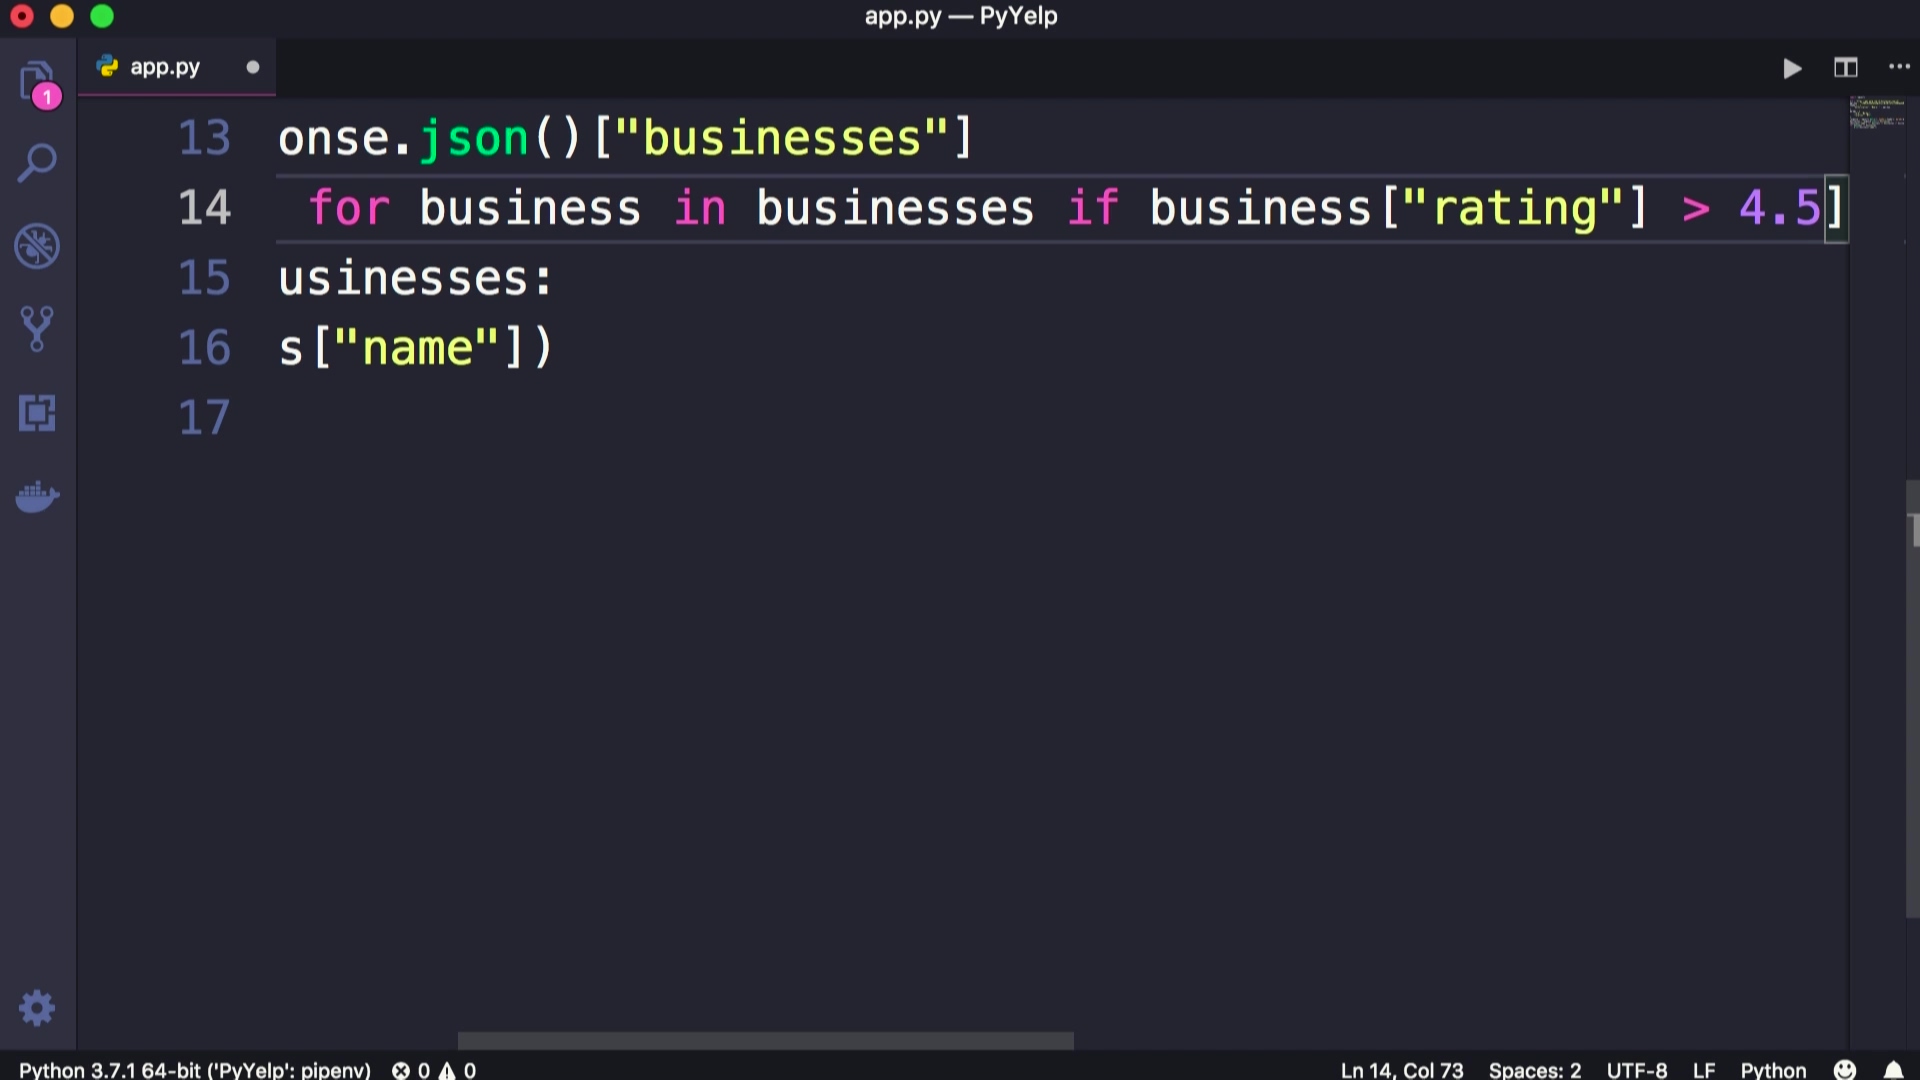 app.py — PyYelp
1
app.py
13 onse.json()["businesses"]
14 for business in businesses if business["rating"] > 4.5]
15 usinesses:
16 s["name"])
17
Python 3.7.1 64-bit ('PyYelp': pipenv) 0 0 Ln 14, Col 73 Spaces: 2 UTF-8 LF Python